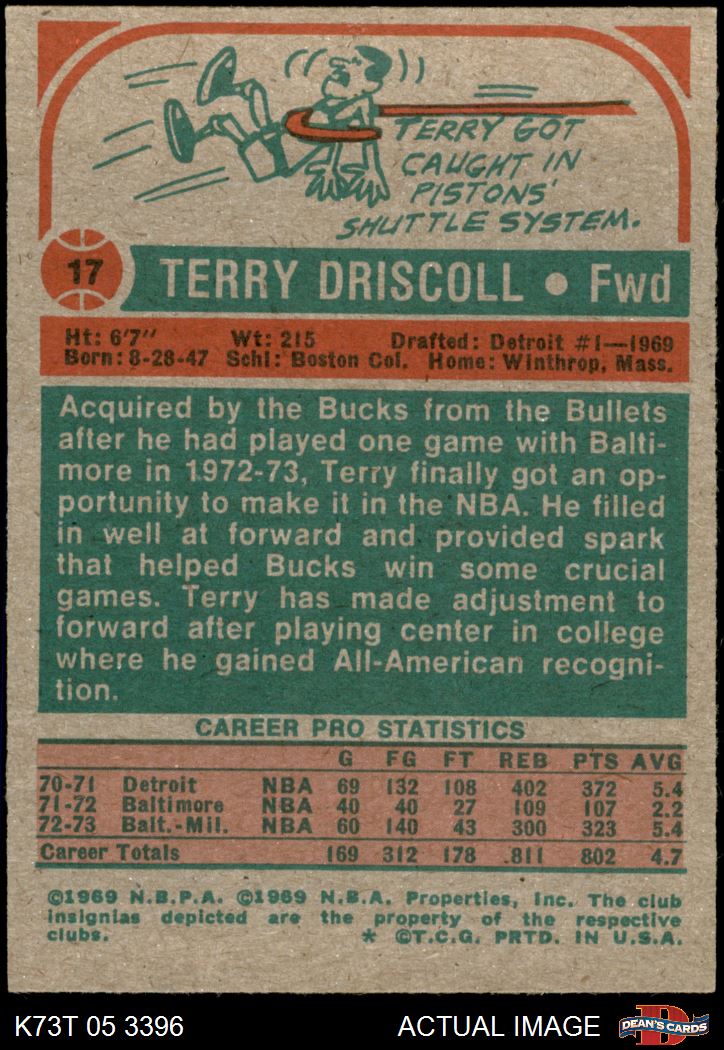 TERRY GOT
CAUGHT IN
PISTONS'
SHUTTLE SYSTEM.
17 TERRY DRISCOLL • Fwd
Ht: 6'7" Wt: 215 Drafted: Detroit #1—1969
Born: 8-28-47 Schl: Boston Col. Home: Winthrop, Mass.
Acquired by the Bucks from the Bullets
after he had played one game with Balti-
more in 1972-73, Terry finally got an op-
portunity to make it in the NBA. He filled
in well at forward and provided spark
that helped Bucks win some crucial
games. Terry has made adjustment to
forward after playing center in college
where he gained All-American recogni-
tion.
CAREER PRO STATISTICS
G FG FT REB PTS AVG
70-71 Detroit NBA 69 132 108 402 372 5.4
71-72 Baltimore NBA 40 40 27 109 107 2.2
72-73 Balt.-Mil. NBA 60 140 43 300 323 5.4
Career Totals 169 312 178 .811 802 4.7
©1969 N.B.P.A. ©1969 N.B.A. Properties, Inc. The club
insignias depicted are the property of the respective
clubs. * ©T.C.G. PRTD. IN U.S.A.
K73T 05 3396 ACTUAL IMAGE DEAN'S CARDS